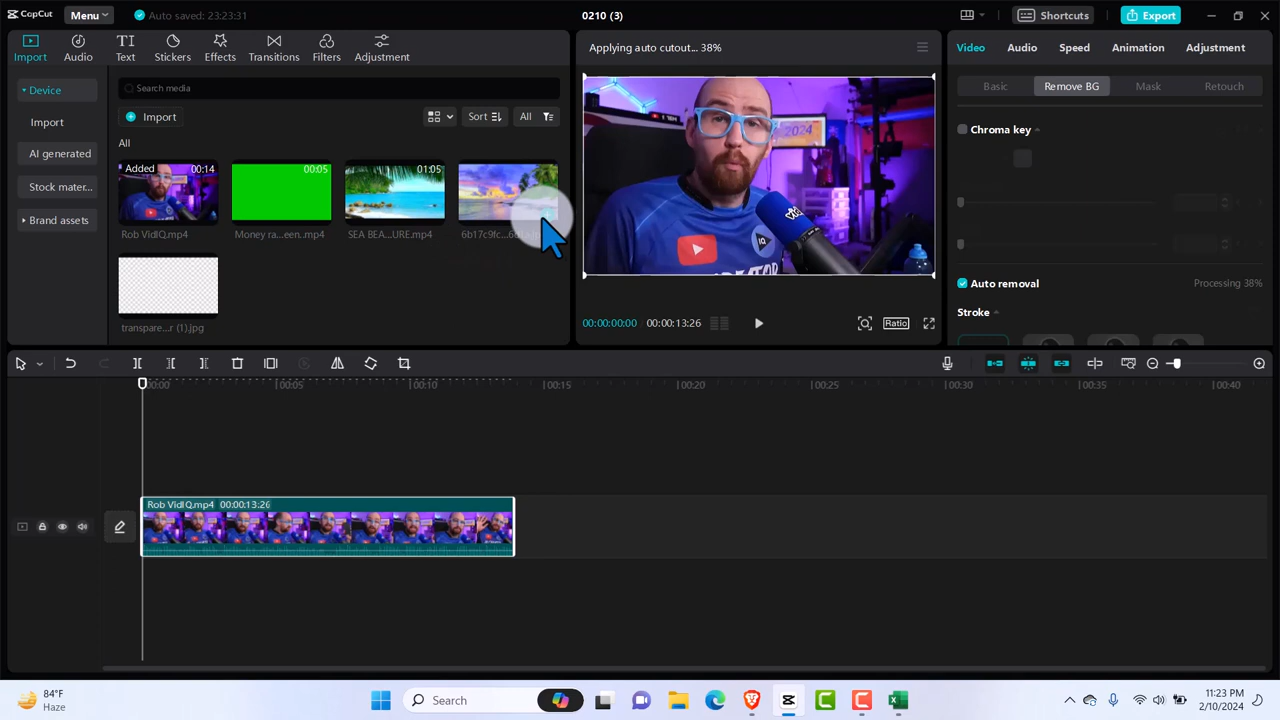 CapCut
Menu
Auto saved: 23:23:31
0210 (3)
Shortcuts
Export
Import
Audio
Text
Stickers
Effects
Transitions
Filters
Adjustment
Device
Import
AI generated
Stock mater...
Brand assets
Search media
Import
Sort
All
All
Added 00:14
00:05
01:05
Rob VidIQ.mp4
Money ra...een..mp4
SEA BEA...URE.mp4
transpare...r (1).jpg
Applying auto cutout... 38%
2024
00:00:00:00
00:00:13:26
Ratio
Video
Audio
Speed
Animation
Adjustment
Basic
Remove BG
Mask
Retouch
Chroma key
Auto removal
Processing 38%
Stroke
00:00
00:05
00:10
00:15
00:20
00:25
00:30
00:35
00:40
Rob VidIQ.mp4 00:00:13:26
84°F
Haze
Search
11:23 PM
2/10/2024